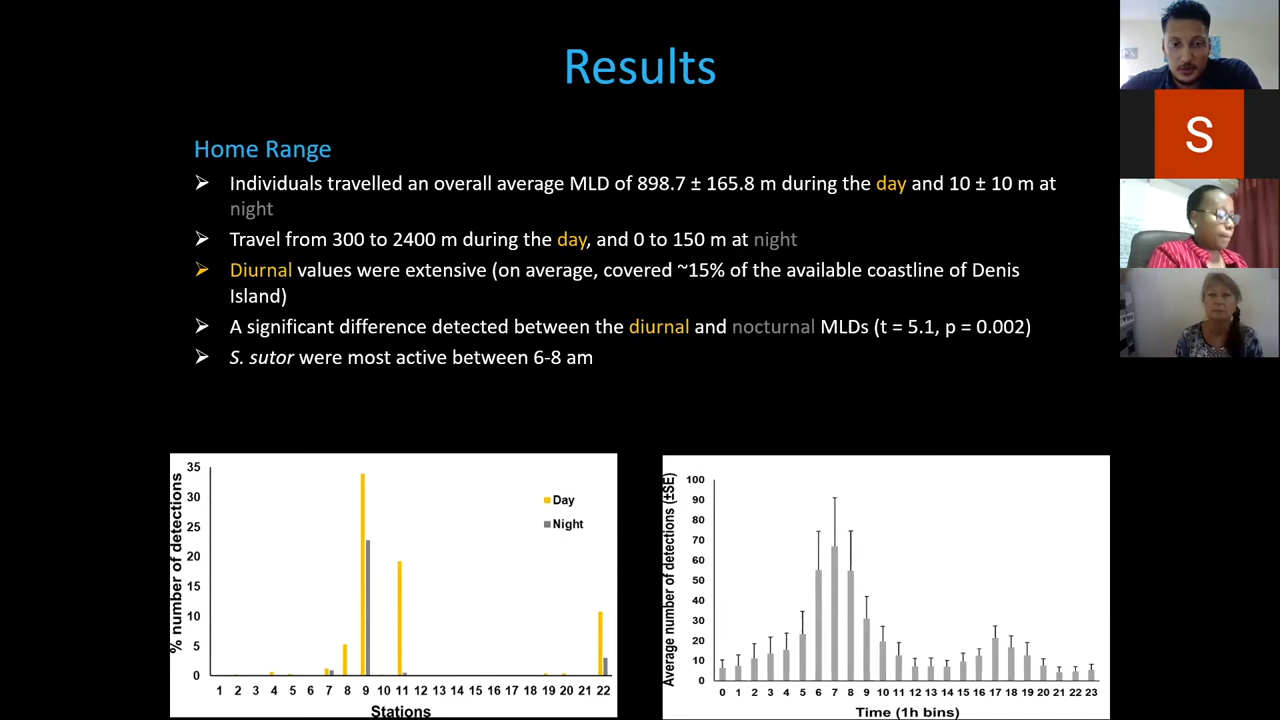 Results
S
Home Range
Individuals travelled an overall average MLD of 898.7 ± 165.8 m during the day and 10 ± 10 m at
night
Travel from 300 to 2400 m during the day, and 0 to 150 m at night
Diurnal values were extensive (on average, covered ~15% of the available coastline of Denis
Island)
A significant difference detected between the diurnal and nocturnal MLDs (t = 5.1, p = 0.002)
S. sutor were most active between 6-8 am
% number of detections
35
30
25
20
15
10
5
0
Day
Night
1 2 3 4 5 6 7 8 9 10 11 12 13 14 15 16 17 18 19 20 21 22
Stations
Average number of detections (±SE)
100
90
80
70
60
50
40
30
20
10
0
0 1 2 3 4 5 6 7 8 9 10 11 12 13 14 15 16 17 18 19 20 21 22 23
Time (1h bins)